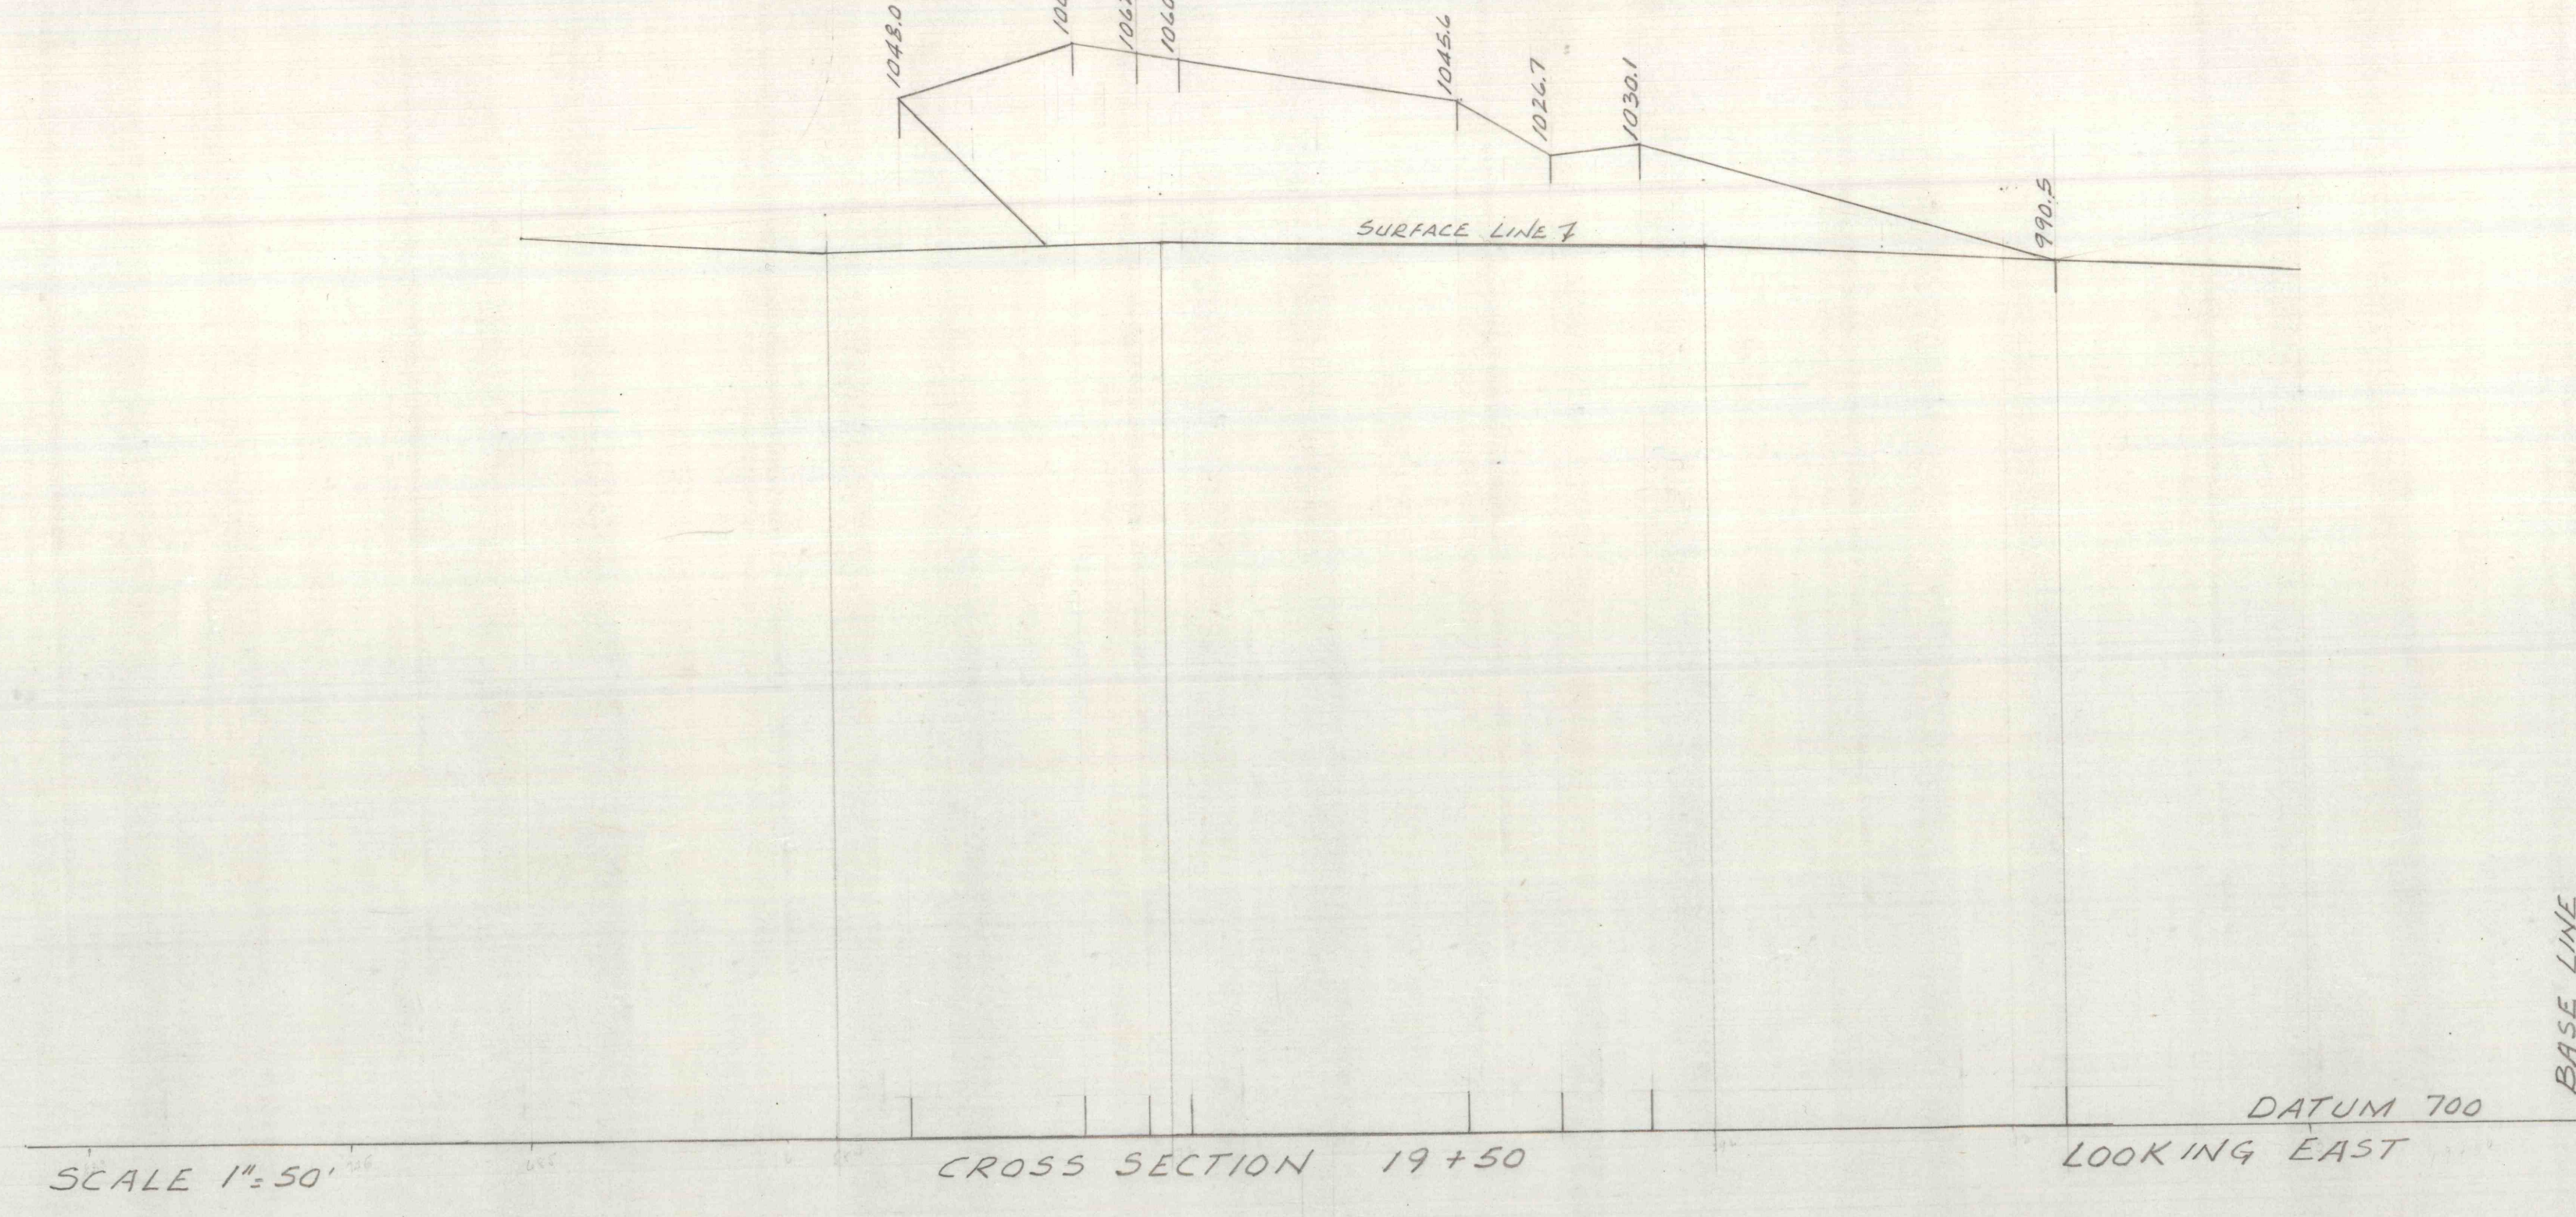 1048.0
1045.6
1026.7
1030.1
990.5
SURFACE LINE 7
BASE LINE
DATUM 700
LOOKING EAST
CROSS SECTION 19+50
SCALE 1"=50'